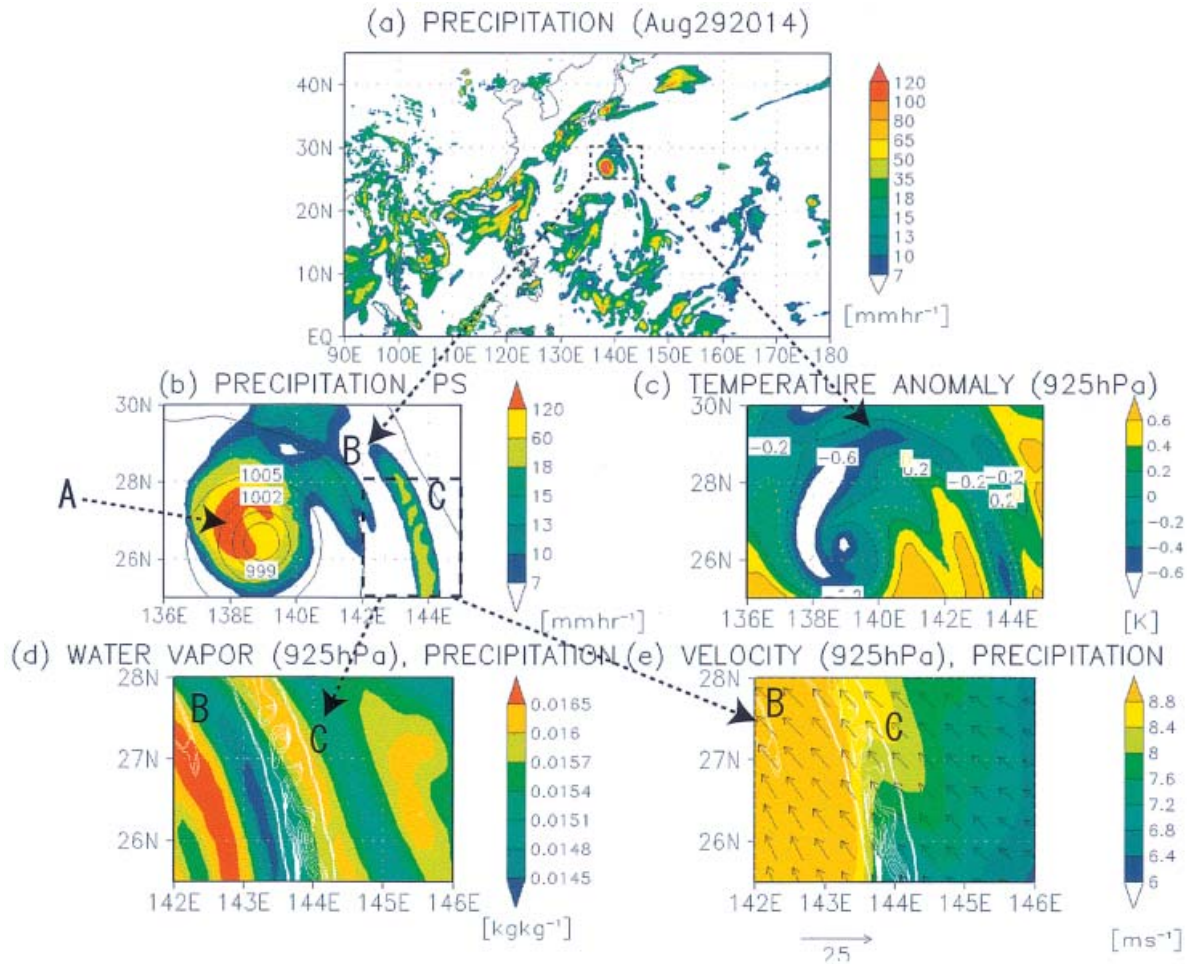 (a) PRECIPITATION (Aug292014)
40N
30N
20N
10N
EQ
90E 100E 110E 120E 130E 140E 150E 160E 170E 180
120
100
80
65
50
35
18
15
13
10
7
[mmhr⁻¹]
(b) PRECIPITATION, PS
30N
29N
28N
27N
26N
136E 138E 140E 142E 144E
A
B
C
1005
1002
999
120
60
18
15
13
10
7
[mmhr⁻¹]
(c) TEMPERATURE ANOMALY (925hPa)
30N
28N
26N
136E 138E 140E 142E 144E
-0.2
-0.6
0.2
-0.2
-0.2
0.2
0.6
0.4
0.2
0
-0.2
-0.4
-0.6
[K]
(d) WATER VAPOR (925hPa), PRECIPITATION
28N
27N
26N
142E 143E 144E 145E 146E
B
C
0.0165
0.016
0.0157
0.0154
0.0151
0.0148
0.0145
[kgkg⁻¹]
(e) VELOCITY (925hPa), PRECIPITATION
28N
27N
26N
142E 143E 144E 145E 146E
B
C
25
8.8
8.4
8
7.6
7.2
6.8
6.4
6
[ms⁻¹]